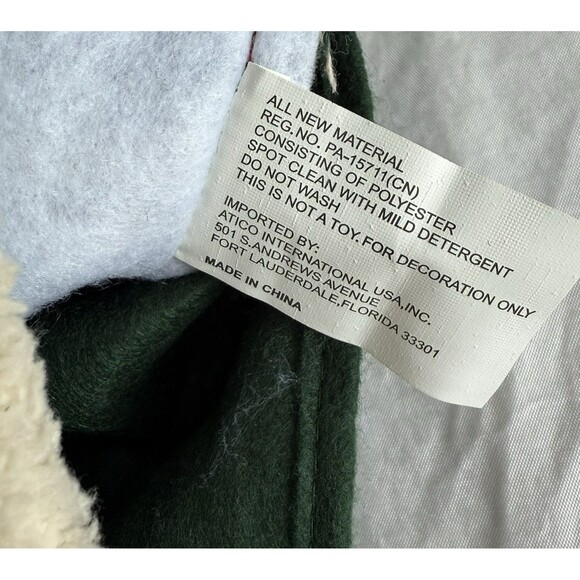 ALL NEW MATERIAL
REG.NO. PA-15711(CN)
CONSISTING OF POLYESTER
SPOT CLEAN WITH MILD DETERGENT
DO NOT WASH
THIS IS NOT A TOY. FOR DECORATION ONLY
IMPORTED BY:
ATICO INTERNATIONAL USA,INC.
501 S.ANDREWS AVENUE
FORT LAUDERDALE,FLORIDA 33301
MADE IN CHINA